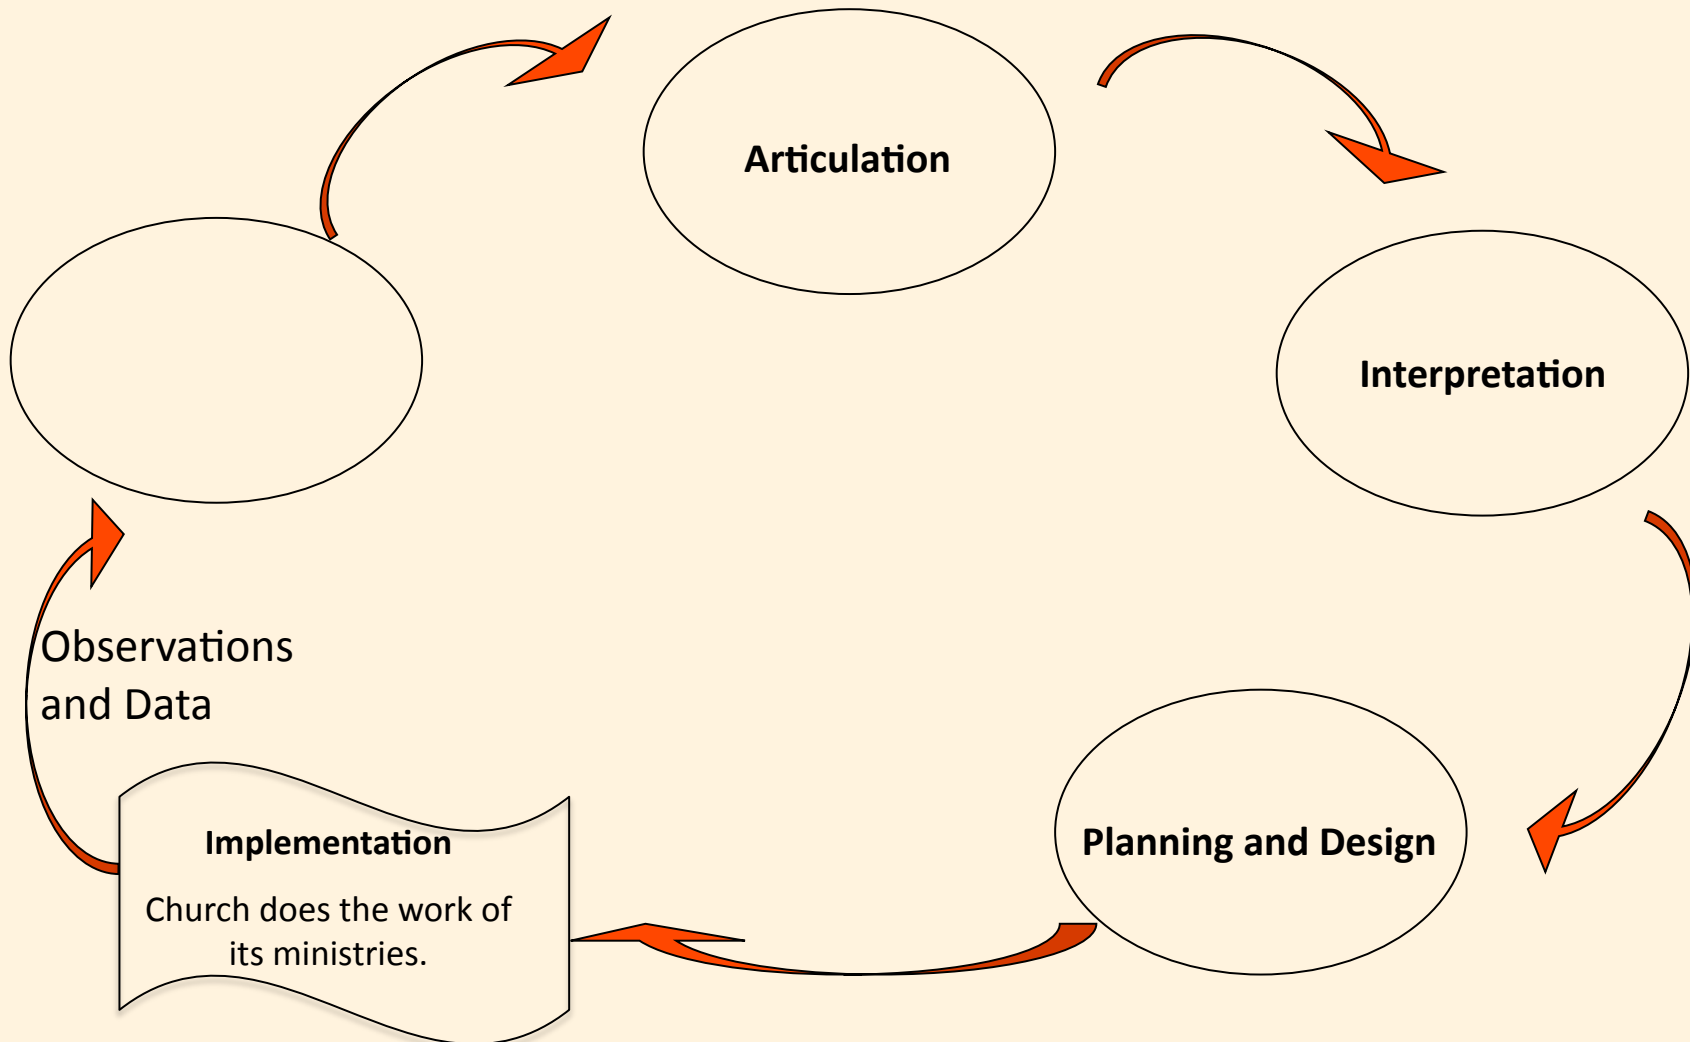 Articulation
Interpretation
Planning and Design
Implementation
Church does the work of
its ministries.
Observations
and Data